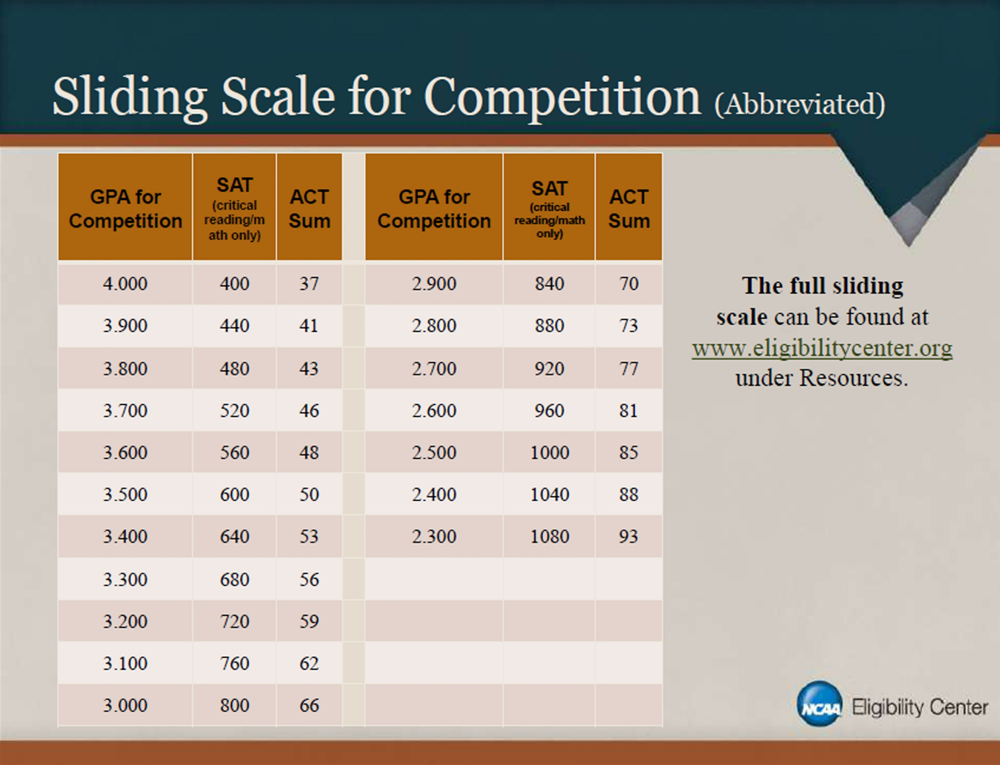 Sliding Scale for Competition (Abbreviated)
GPA for
Competition
SAT
(critical
reading/m
ath only)
ACT
Sum
GPA for
Competition
SAT
(critical
reading/math
only)
ACT
Sum
4.000 400 37 2.900 840 70
3.900 440 41 2.800 880 73
3.800 480 43 2.700 920 77
3.700 520 46 2.600 960 81
3.600 560 48 2.500 1000 85
3.500 600 50 2.400 1040 88
3.400 640 53 2.300 1080 93
3.300 680 56
3.200 720 59
3.100 760 62
3.000 800 66
The full sliding
scale can be found at
www.eligibilitycenter.org
under Resources.
NCAA Eligibility Center